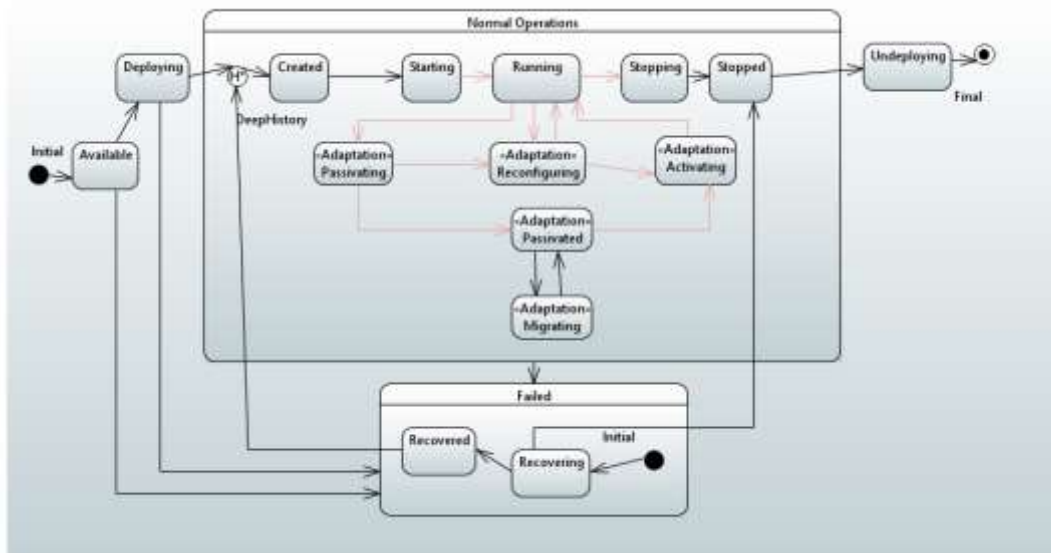 Normal Operations
Deploying
H*
Created
Starting
Running
Stopping
Stopped
Undeploying
Final
DeepHistory
Initial
Available
«Adaptation»
Passivating
«Adaptation»
Reconfiguring
«Adaptation»
Activating
«Adaptation»
Passivated
«Adaptation»
Migrating
Failed
Recovered
Initial
Recovering